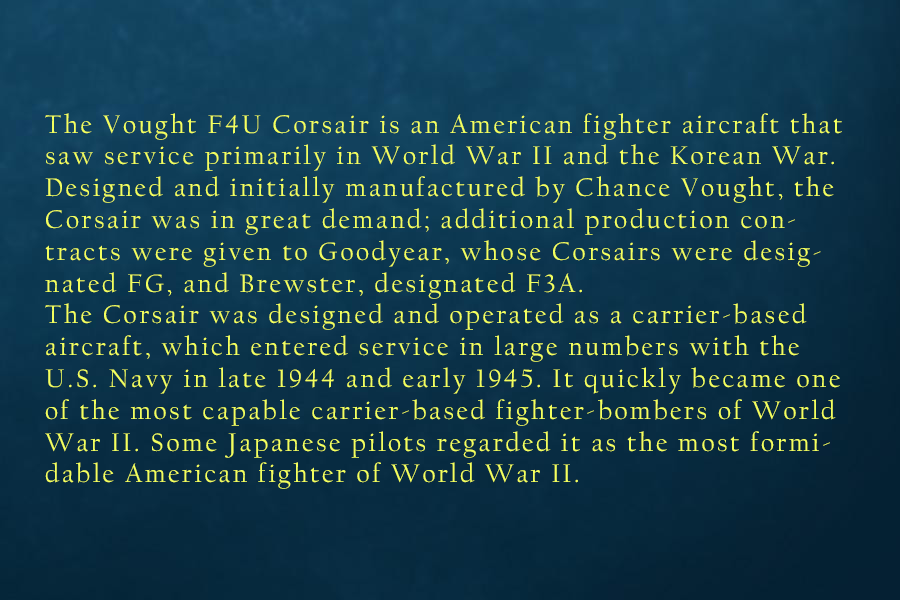 The Vought F4U Corsair is an American fighter aircraft that
saw service primarily in World War II and the Korean War.
Designed and initially manufactured by Chance Vought, the
Corsair was in great demand; additional production con-
tracts were given to Goodyear, whose Corsairs were desig-
nated FG, and Brewster, designated F3A.
The Corsair was designed and operated as a carrier-based
aircraft, which entered service in large numbers with the
U.S. Navy in late 1944 and early 1945. It quickly became one
of the most capable carrier-based fighter-bombers of World
War II. Some Japanese pilots regarded it as the most formi-
dable American fighter of World War II.